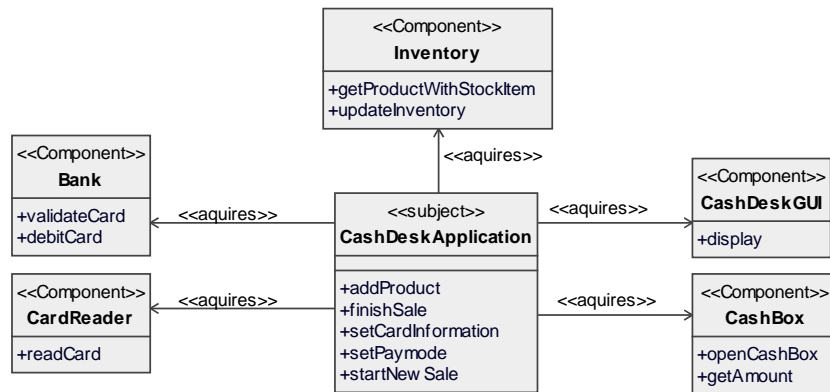 <<Component>>
Inventory
+getProductWithStockItem
+updateInventory
<<aquires>>
<<Component>>
Bank
+validateCard
+debitCard
<<aquires>>
<<subject>>
CashDeskApplication
+addProduct
+finishSale
+setCardInformation
+setPaymode
+startNew Sale
<<aquires>>
<<Component>>
CashDeskGUI
+display
<<Component>>
CardReader
+readCard
<<aquires>>
<<aquires>>
<<Component>>
CashBox
+openCashBox
+getAmount